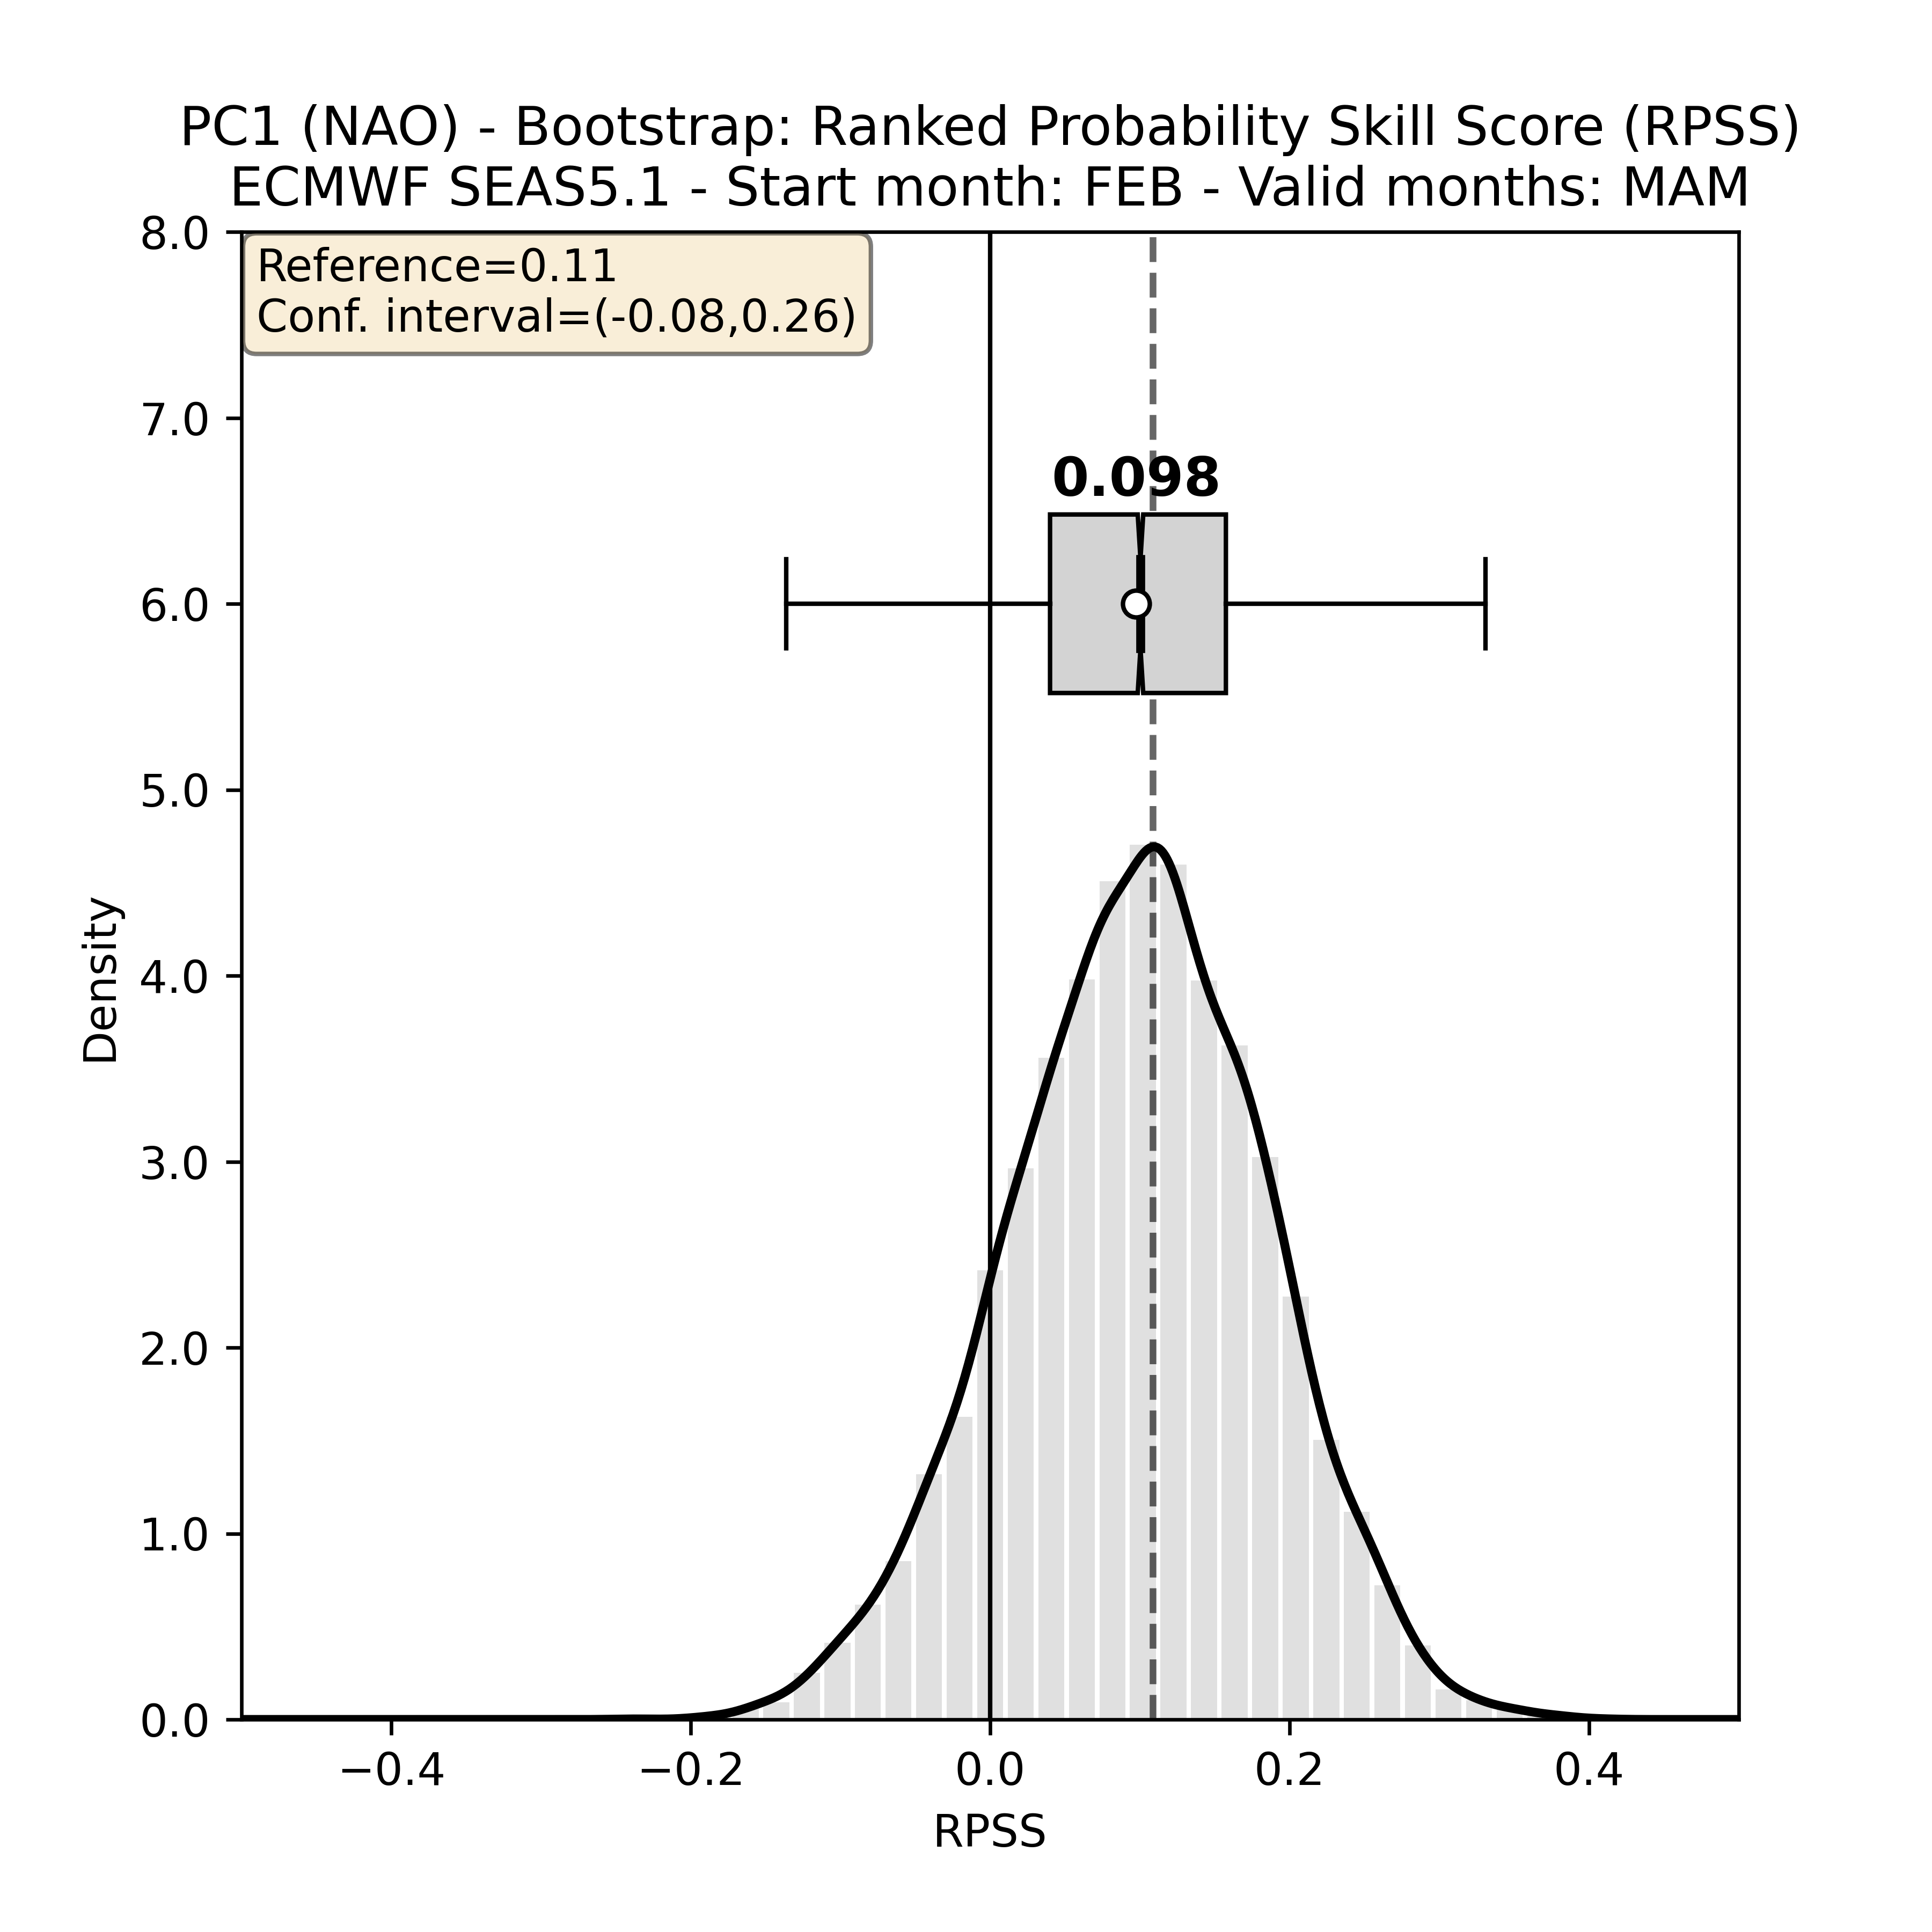 PC1 (NAO) - Bootstrap: Ranked Probability Skill Score (RPSS)
ECMWF SEAS5.1 - Start month: FEB - Valid months: MAM
8.0
Reference=0.11
Conf. interval=(-0.08,0.26)
7.0
0.098
6.0
5.0
4.0
3.0
2.0
1.0
0.0
Density
−0.4 −0.2 0.0 0.2 0.4
RPSS